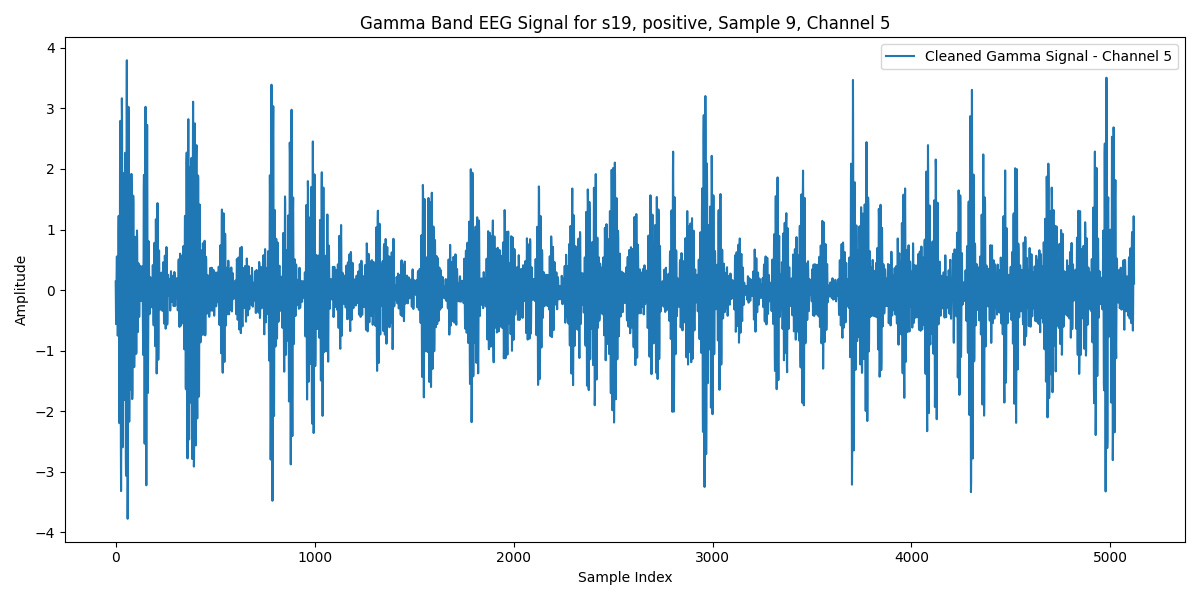 Gamma Band EEG Signal for s19, positive, Sample 9, Channel 5
Cleaned Gamma Signal - Channel 5
Amplitude
4
3
2
1
0
−1
−2
−3
−4
0 1000 2000 3000 4000 5000
Sample Index